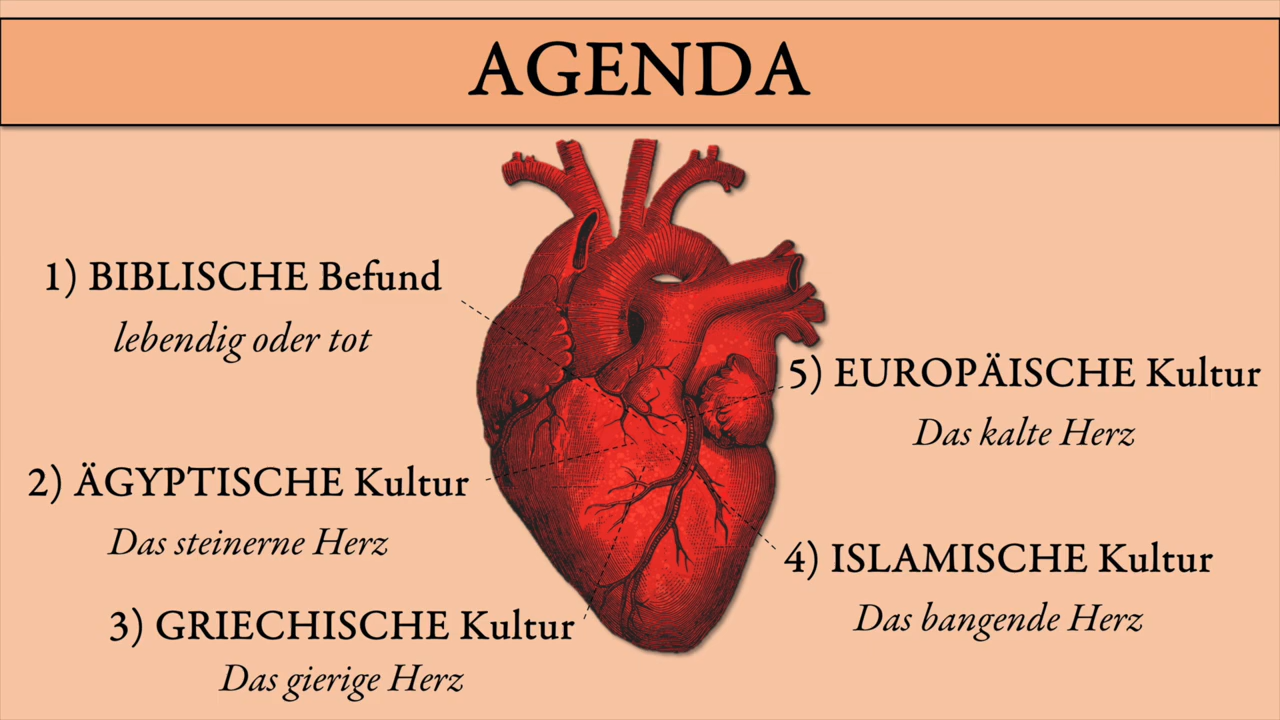 AGENDA
1) BIBLISCHE Befund
lebendig oder tot
2) ÄGYPTISCHE Kultur
Das steinerne Herz
3) GRIECHISCHE Kultur
Das gierige Herz
4) ISLAMISCHE Kultur
Das bangende Herz
5) EUROPÄISCHE Kultur
Das kalte Herz